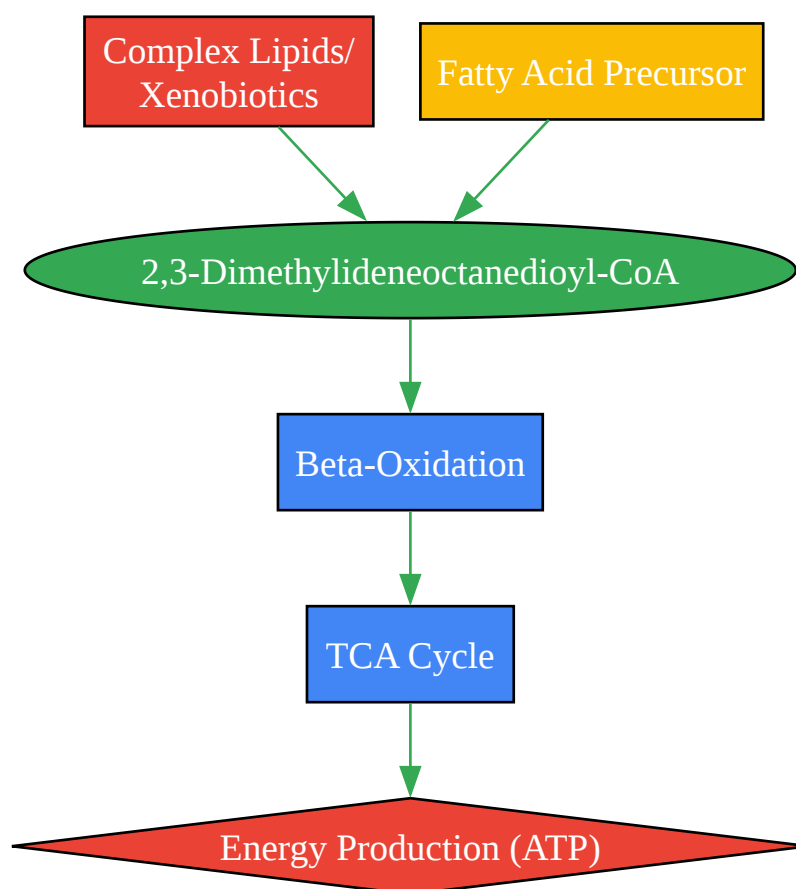 Complex Lipids/
Xenobiotics
Fatty Acid Precursor
2,3-Dimethylideneoctanedioyl-CoA
Beta-Oxidation
TCA Cycle
Energy Production (ATP)